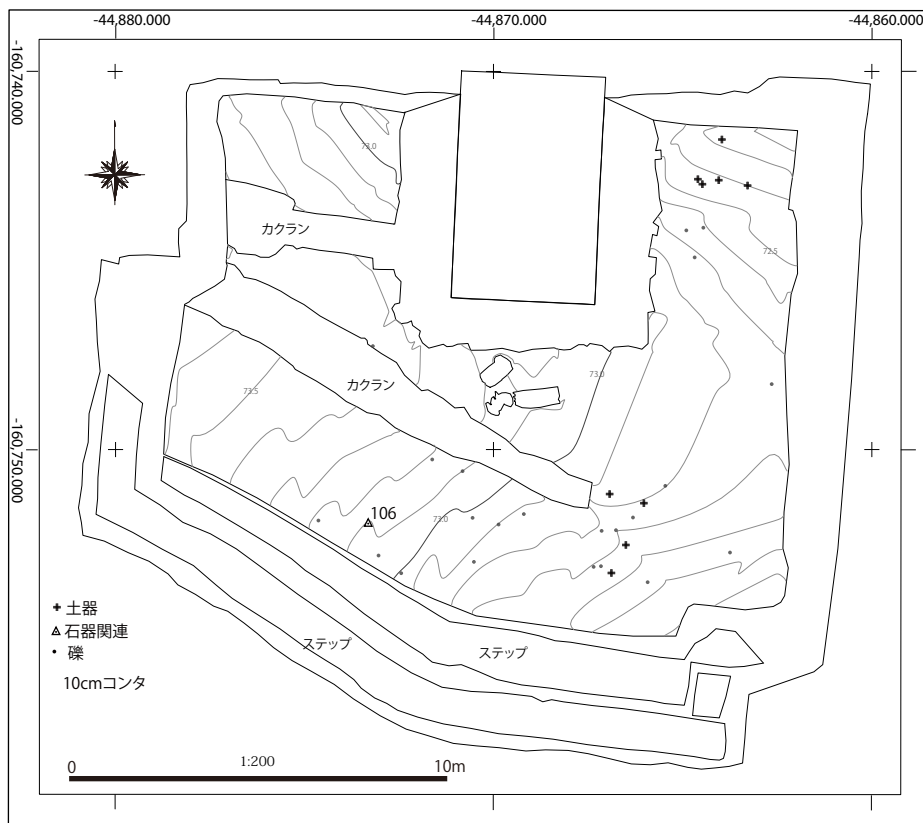 -44,880.000
-44,870.000
-44,860.000
-160,740.000
73.0
カクラン
72.5
73.0
カクラン
73.5
-160,750.000
106
73.0
土器
石器関連
礫
ステップ
ステップ
10cmコンタ
0
1:200
10m